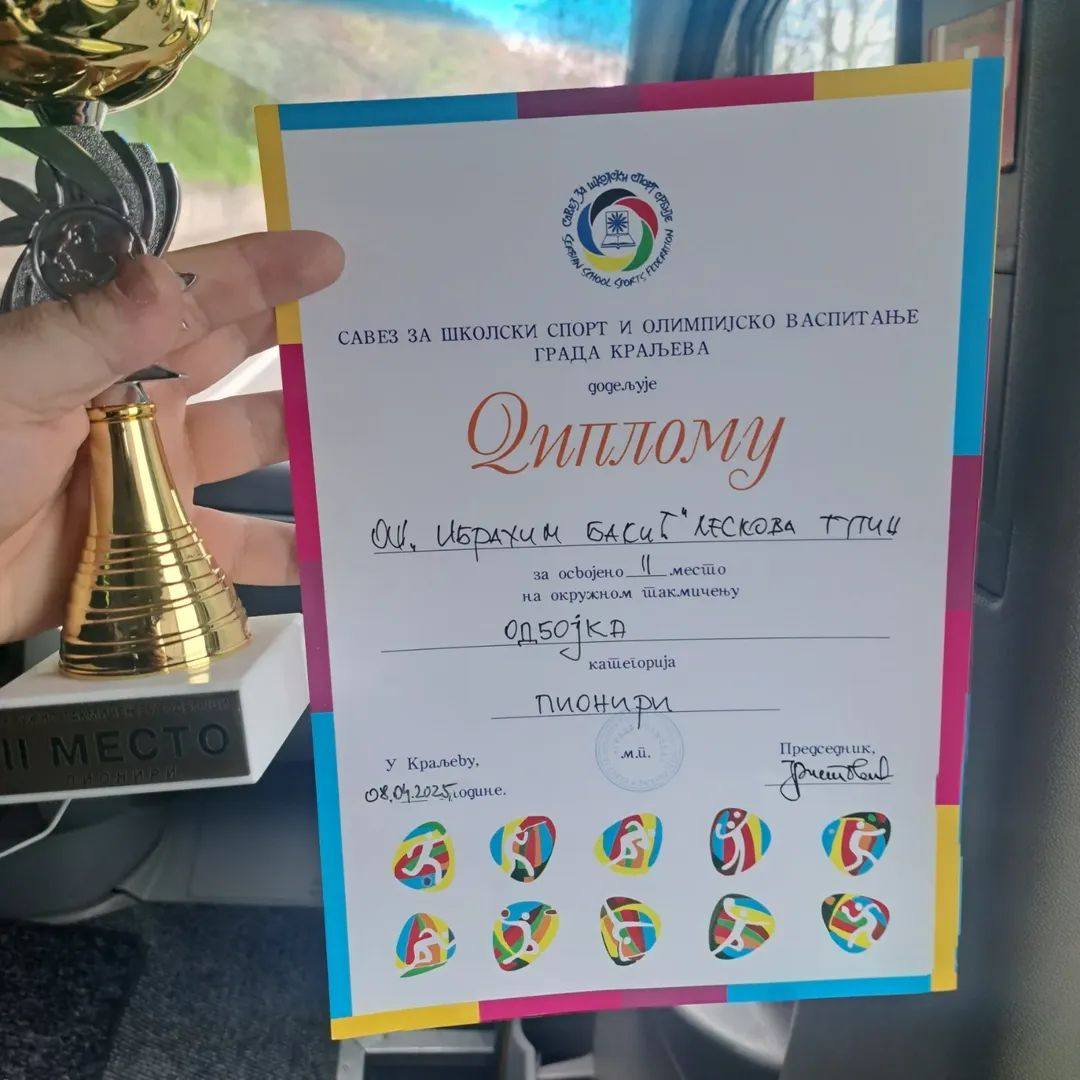 САВЕЗ ЗА ШКОЛСКИ СПОРТ СРБИЈЕ
SERBIAN SCHOOL SPORTS FEDERATION
САВЕЗ ЗА ШКОЛСКИ СПОРТ И ОЛИМПИЈСКО ВАСПИТАЊЕ
ГРАДА КРАЉЕВА
додељује
Диплому
ОШ. ИБРАХИМ БАКИЋ" ЛЕСКОВА ТУТИН
за освојено II место
на окружном такмичењу
ОДБОЈКА
категорија
ПИОНИРИ
У Краљеву,
08.04.2025. године.
м.п.
Председник,
II МЕСТО
ПИОНИРИ